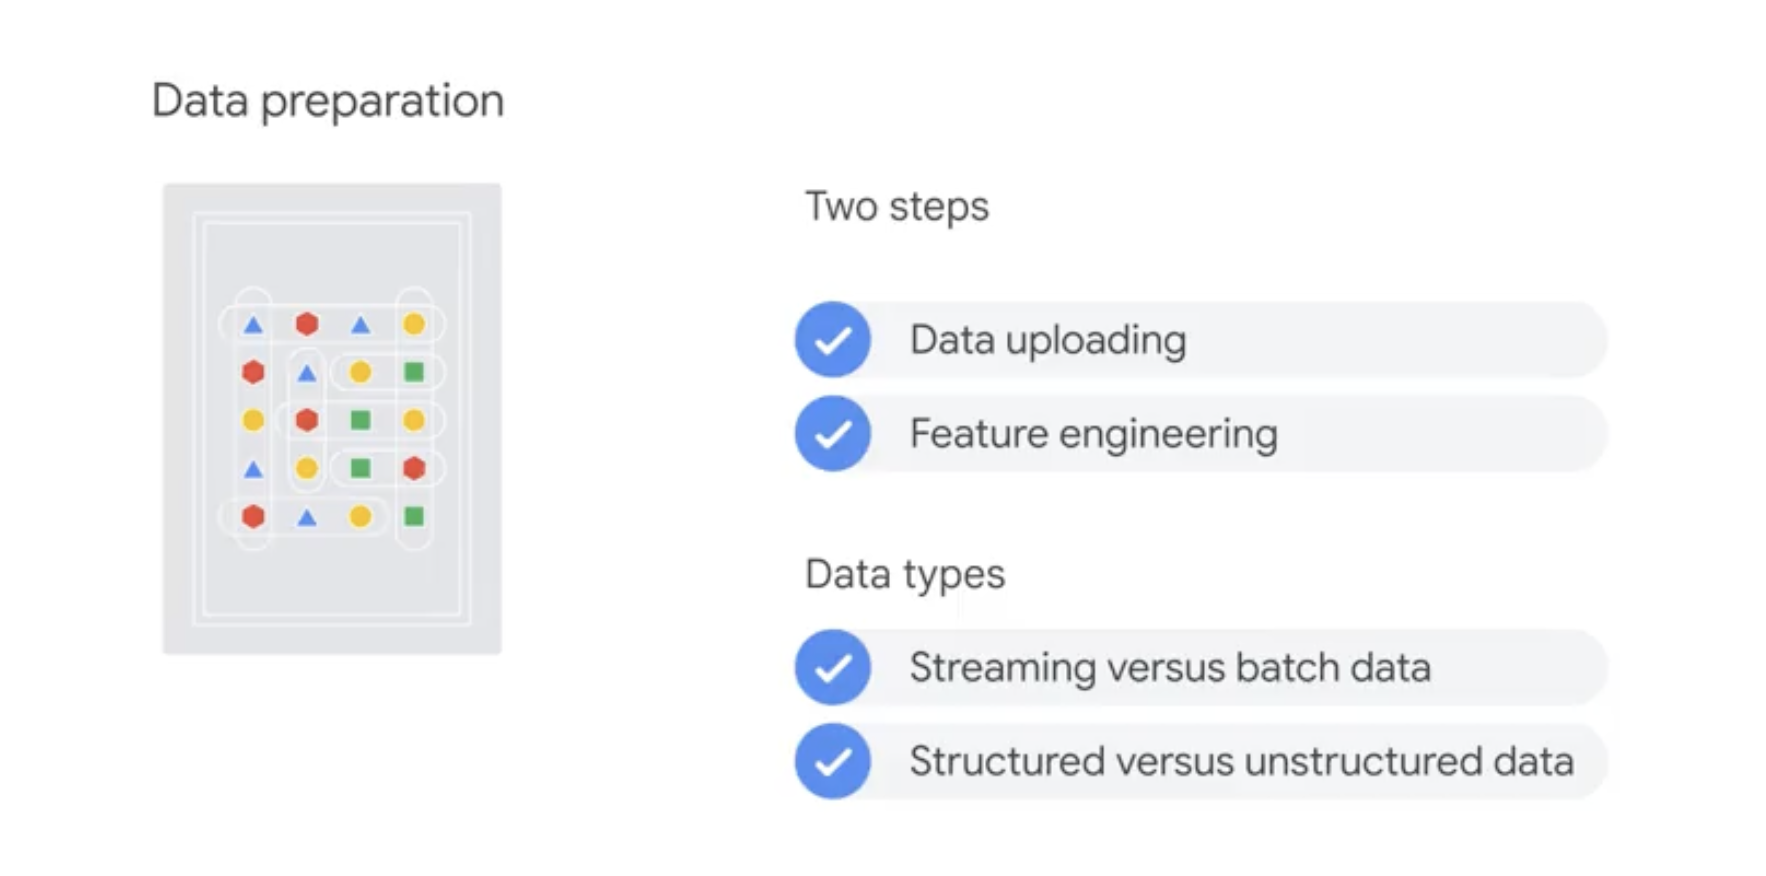 Data preparation
Two steps
Data uploading
Feature engineering
Data types
Streaming versus batch data
Structured versus unstructured data